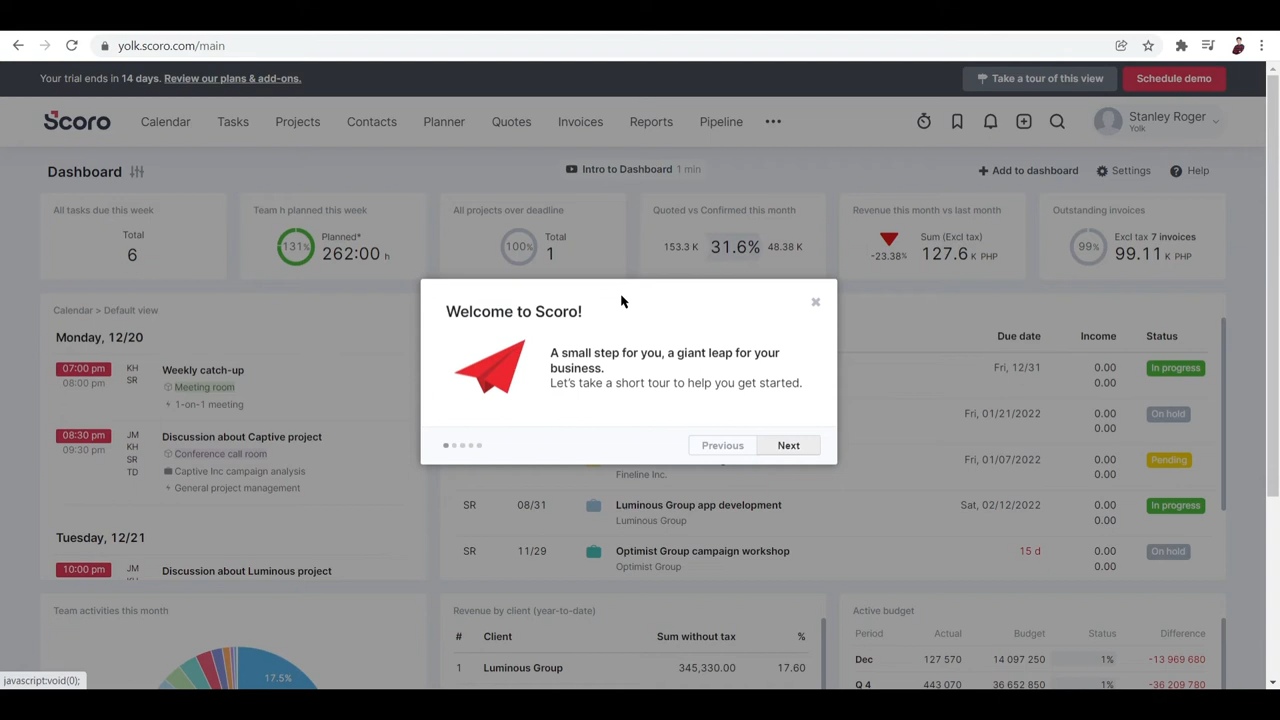 yolk.scoro.com/main
Your trial ends in 14 days. Review our plans & add-ons.
Take a tour of this view
Schedule demo
Scoro
Calendar
Tasks
Projects
Contacts
Planner
Quotes
Invoices
Reports
Pipeline
Stanley Roger
Yolk
Dashboard
Intro to Dashboard 1 min
Add to dashboard
Settings
Help
All tasks due this week
Total
6
Team h planned this week
131%
Planned*
262:00 h
All projects over deadline
100%
Total
1
Quoted vs Confirmed this month
153.3 K 31.6% 48.38 K
Revenue this month vs last month
-23.38%
Sum (Excl tax)
127.6 K PHP
Outstanding invoices
99%
Excl tax 7 invoices
99.11 K PHP
Calendar > Default view
Monday, 12/20
07:00 pm KH Weekly catch-up
08:00 pm SR Meeting room
1-on-1 meeting
08:30 pm JM Discussion about Captive project
09:30 pm KH Conference call room
SR Captive Inc campaign analysis
TD General project management
Tuesday, 12/21
10:00 pm JM Discussion about Luminous project
Welcome to Scoro!
A small step for you, a giant leap for your
business.
Let's take a short tour to help you get started.
Previous
Next
Due date Income Status
Fri, 12/31 0.00 In progress
0.00
Fri, 01/21/2022 0.00 On hold
0.00
Fri, 01/07/2022 0.00 Pending
Fineline Inc. 0.00
SR 08/31 Luminous Group app development Sat, 02/12/2022 0.00 In progress
Luminous Group 0.00
SR 11/29 Optimist Group campaign workshop 15 d 0.00 On hold
Optimist Group 0.00
Team activities this month
17.5%
Revenue by client (year-to-date)
# Client Sum without tax %
1 Luminous Group 345,330.00 17.60
Active budget
Period Actual Budget Status Difference
Dec 127 570 14 097 250 1% -13 969 680
Q 4 443 070 36 652 850 1% -36 209 780
javascript:void(0);